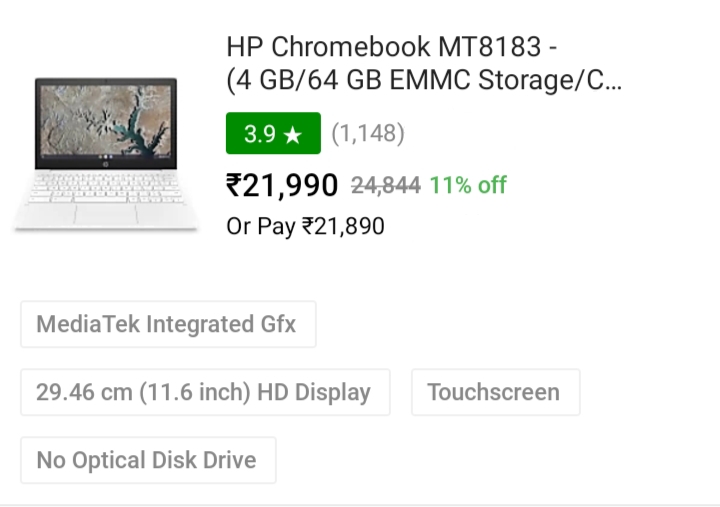 HP Chromebook MT8183 -
(4 GB/64 GB EMMC Storage/C...
3.9 ★ (1,148)
₹21,990 24,844 11% off
Or Pay ₹21,890
MediaTek Integrated Gfx
29.46 cm (11.6 inch) HD Display Touchscreen
No Optical Disk Drive